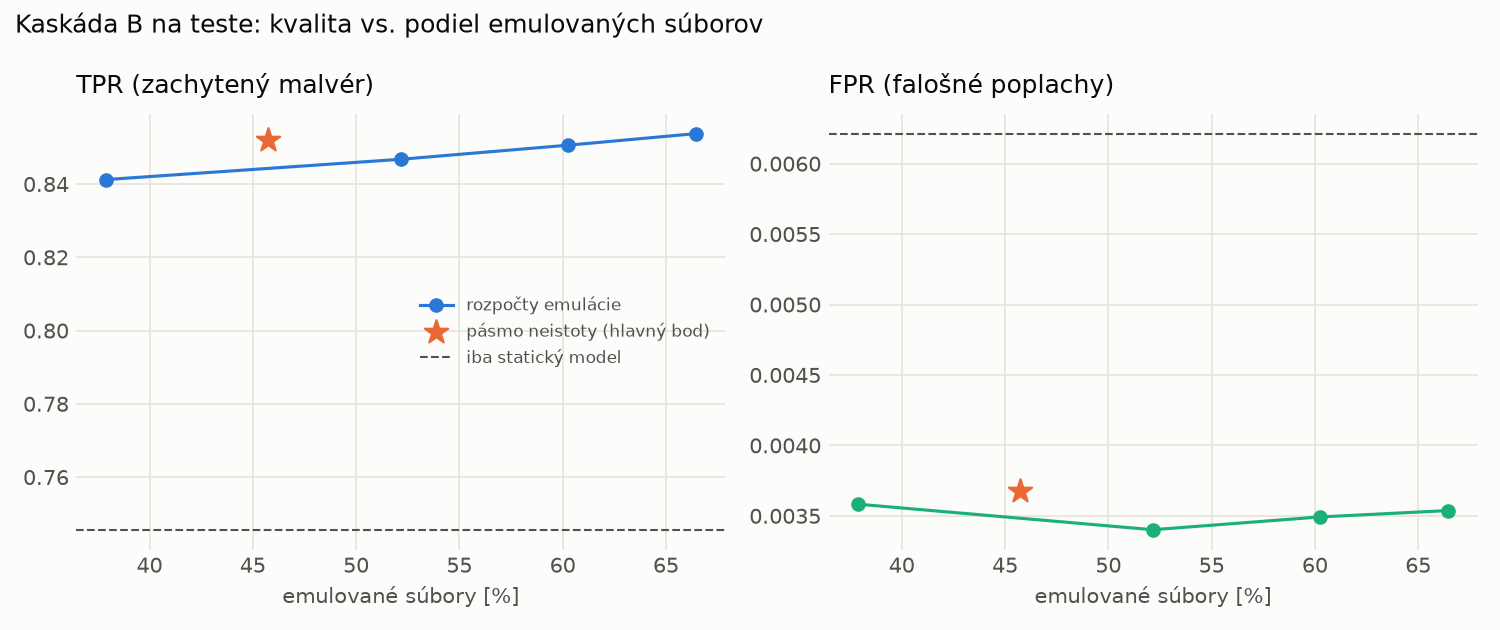 Kaskáda B na teste: kvalita vs. podiel emulovaných súborov
TPR (zachytený malvér)
0.84
0.82
0.80
0.78
0.76
rozpočty emulácie
pásmo neistoty (hlavný bod)
iba statický model
40 45 50 55 60 65
emulované súbory [%]
FPR (falošné poplachy)
0.0060
0.0055
0.0050
0.0045
0.0040
0.0035
40 45 50 55 60 65
emulované súbory [%]